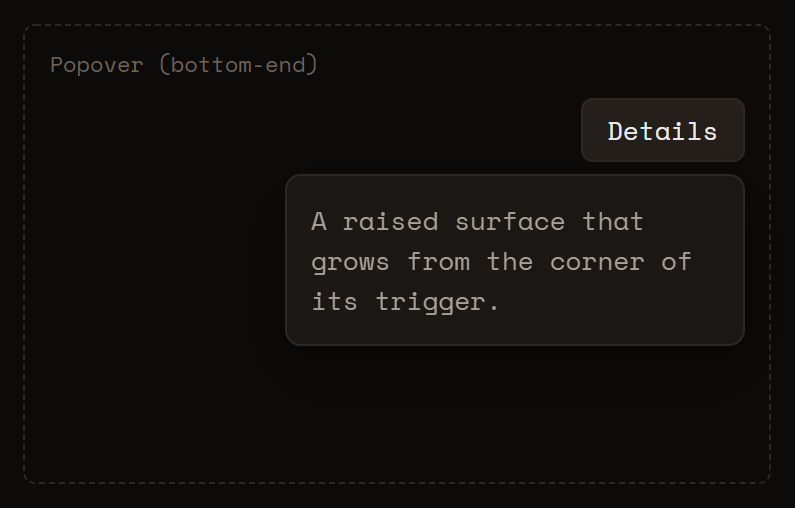 Popover (bottom-end)
Details
A raised surface that
grows from the corner of
its trigger.